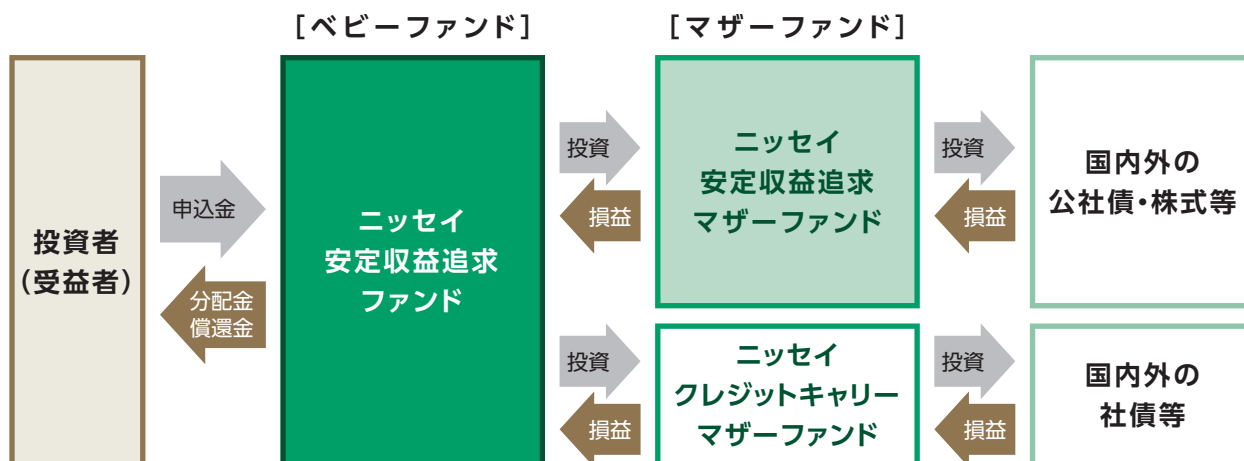 ［ベビーファンド］
［マザーファンド］
投資者
（受益者）
申込金
分配金
償還金
ニッセイ
安定収益追求
ファンド
投資
損益
ニッセイ
安定収益追求
マザーファンド
投資
損益
国内外の
公社債・株式等
投資
損益
ニッセイ
クレジットキャリー
マザーファンド
投資
損益
国内外の
社債等